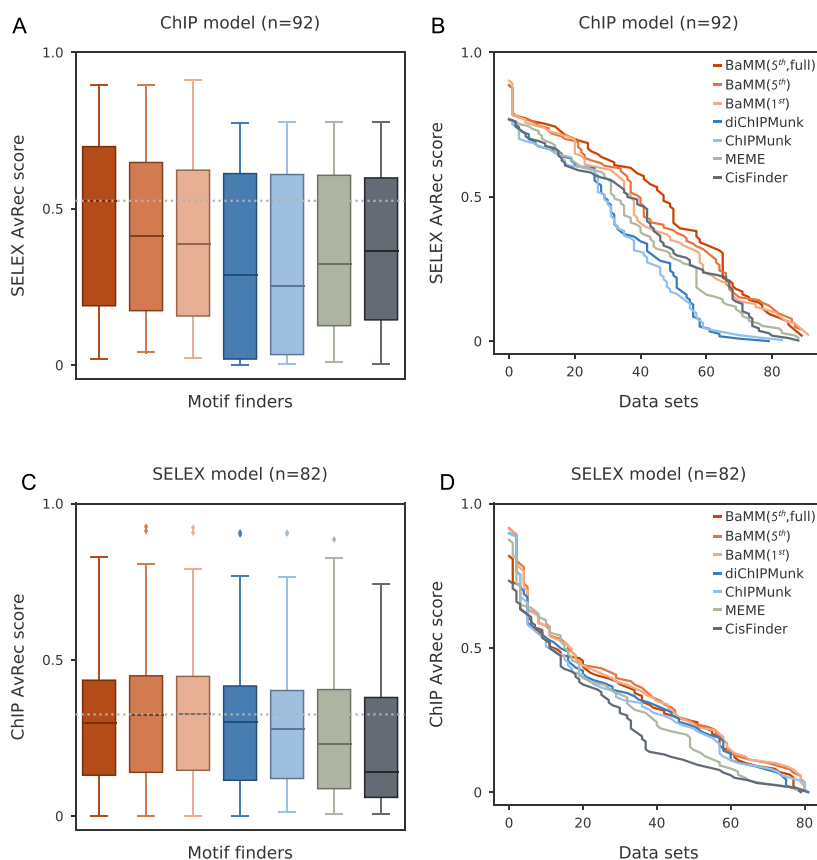 A
ChIP model (n=92)
1.0
0.5
0
SELEX AvRec score
Motif finders
B
ChIP model (n=92)
1.0
0.5
0
SELEX AvRec score
BaMM(5th,full)
BaMM(5th)
BaMM(1st)
diChIPMunk
ChIPMunk
MEME
CisFinder
0 20 40 60 80
Data sets
C
SELEX model (n=82)
1.0
0.5
0
ChIP AvRec score
Motif finders
D
SELEX model (n=82)
1.0
0.5
0
ChIP AvRec score
BaMM(5th,full)
BaMM(5th)
BaMM(1st)
diChIPMunk
ChIPMunk
MEME
CisFinder
0 20 40 60 80
Data sets